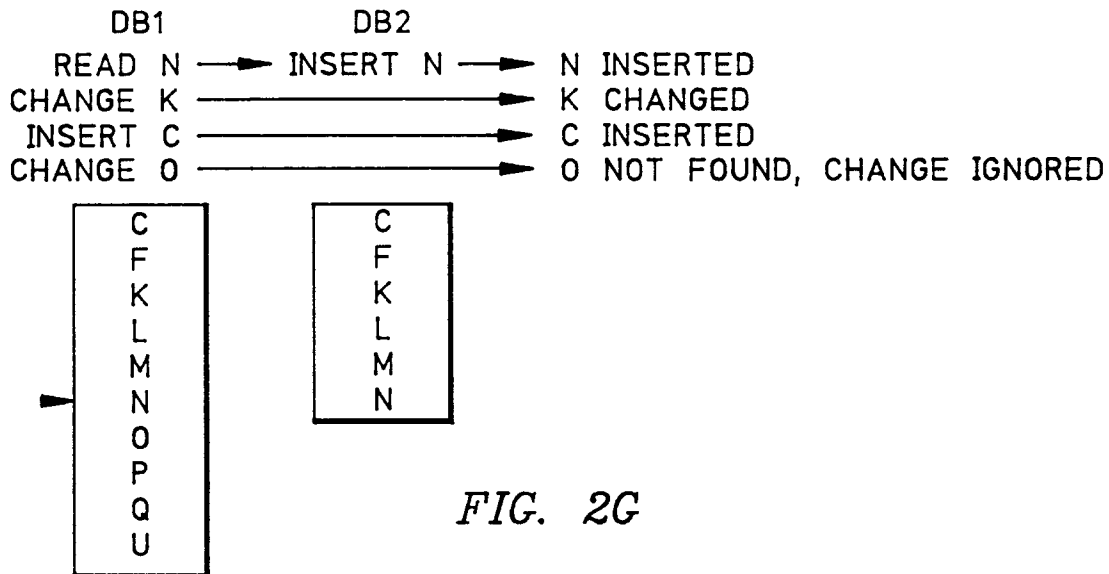 DB1 DB2
READ N INSERT N N INSERTED
CHANGE K K CHANGED
INSERT C C INSERTED
CHANGE O O NOT FOUND, CHANGE IGNORED
C C
F F
K K
L L
M M
N N
O
P
Q
U
FIG. 2G